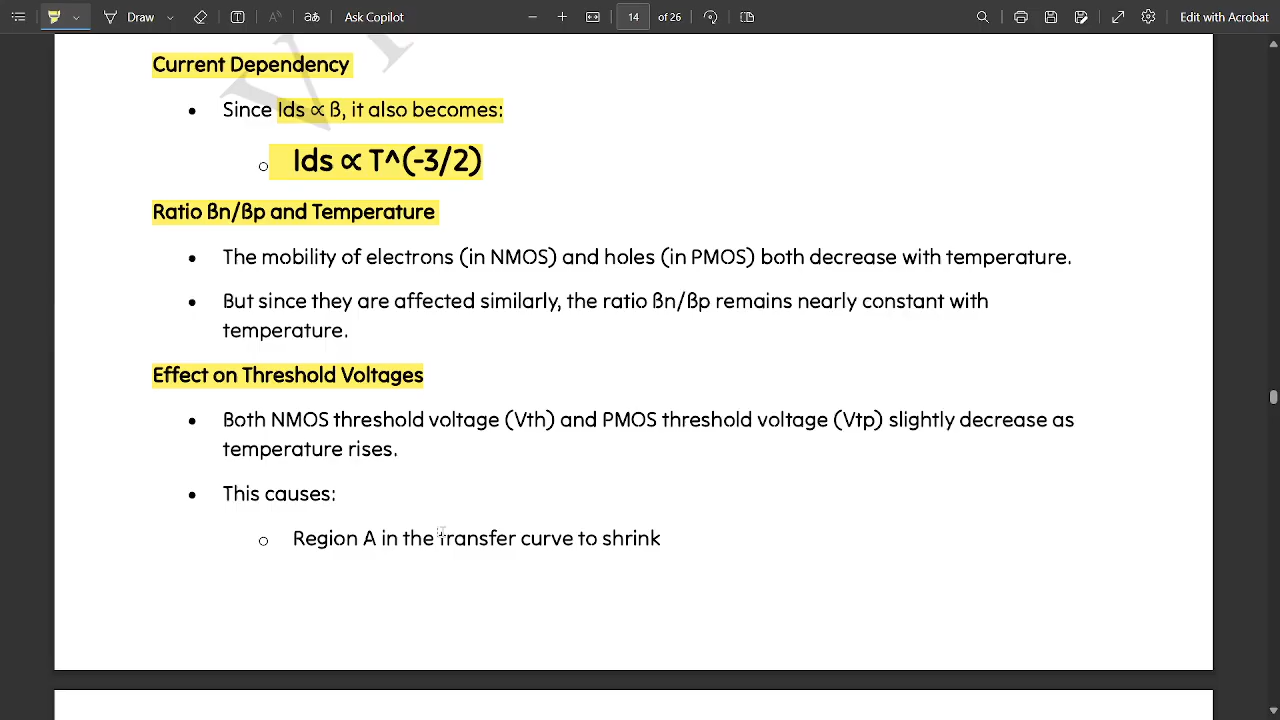 Draw
Ask Copilot
14 of 26
Edit with Acrobat
Current Dependency
• Since Ids ∝ β, it also becomes:
○ Ids ∝ T^(-3/2)
Ratio βn/βp and Temperature
• The mobility of electrons (in NMOS) and holes (in PMOS) both decrease with temperature.
• But since they are affected similarly, the ratio βn/βp remains nearly constant with
temperature.
Effect on Threshold Voltages
• Both NMOS threshold voltage (Vth) and PMOS threshold voltage (Vtp) slightly decrease as
temperature rises.
• This causes:
○ Region A in the transfer curve to shrink